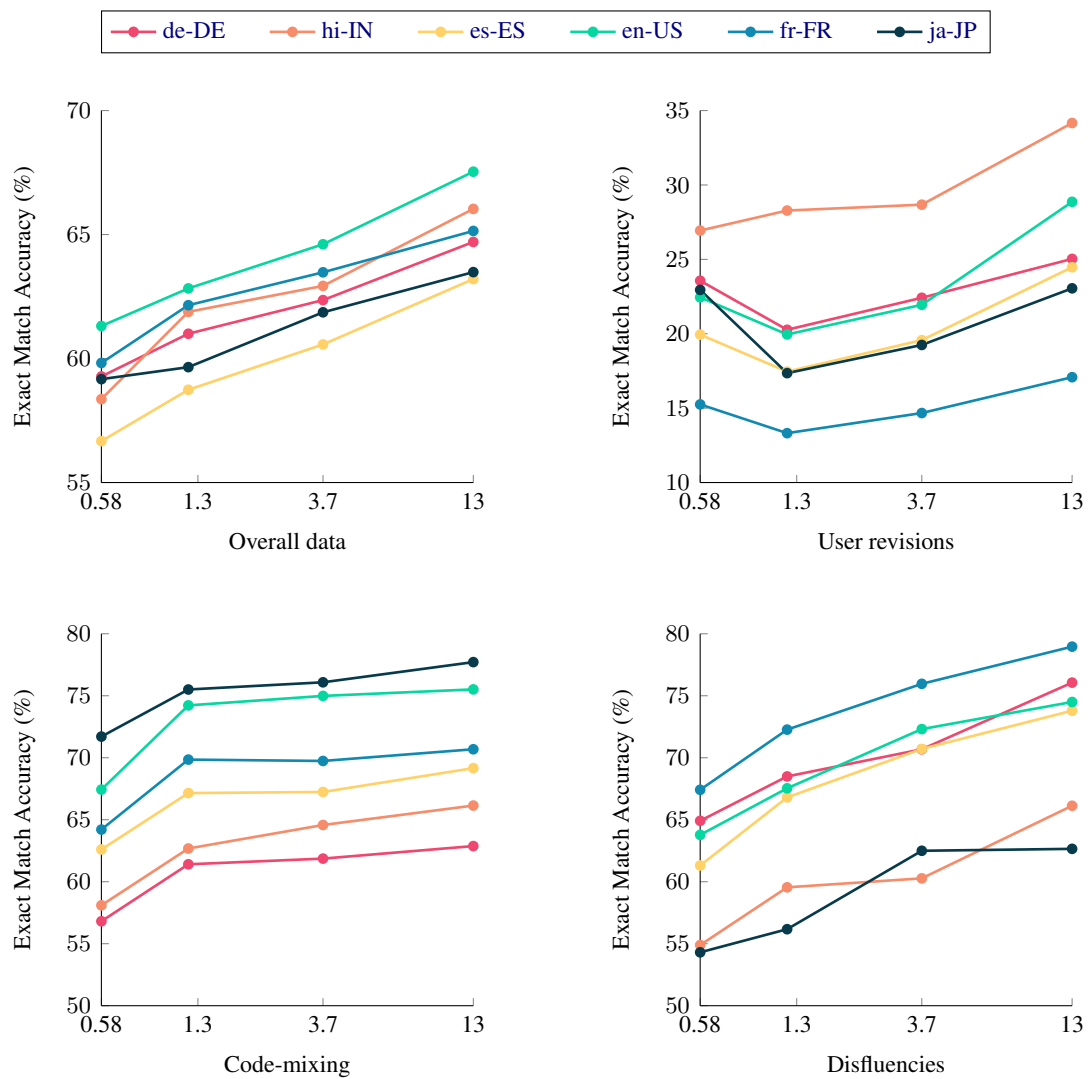 de-DE hi-IN es-ES en-US fr-FR ja-JP
Exact Match Accuracy (%)
70
65
60
55
0.58 1.3 3.7 13
Overall data
Exact Match Accuracy (%)
35
30
25
20
15
10
0.58 1.3 3.7 13
User revisions
Exact Match Accuracy (%)
80
75
70
65
60
55
50
0.58 1.3 3.7 13
Code-mixing
Exact Match Accuracy (%)
80
75
70
65
60
55
50
0.58 1.3 3.7 13
Disfluencies